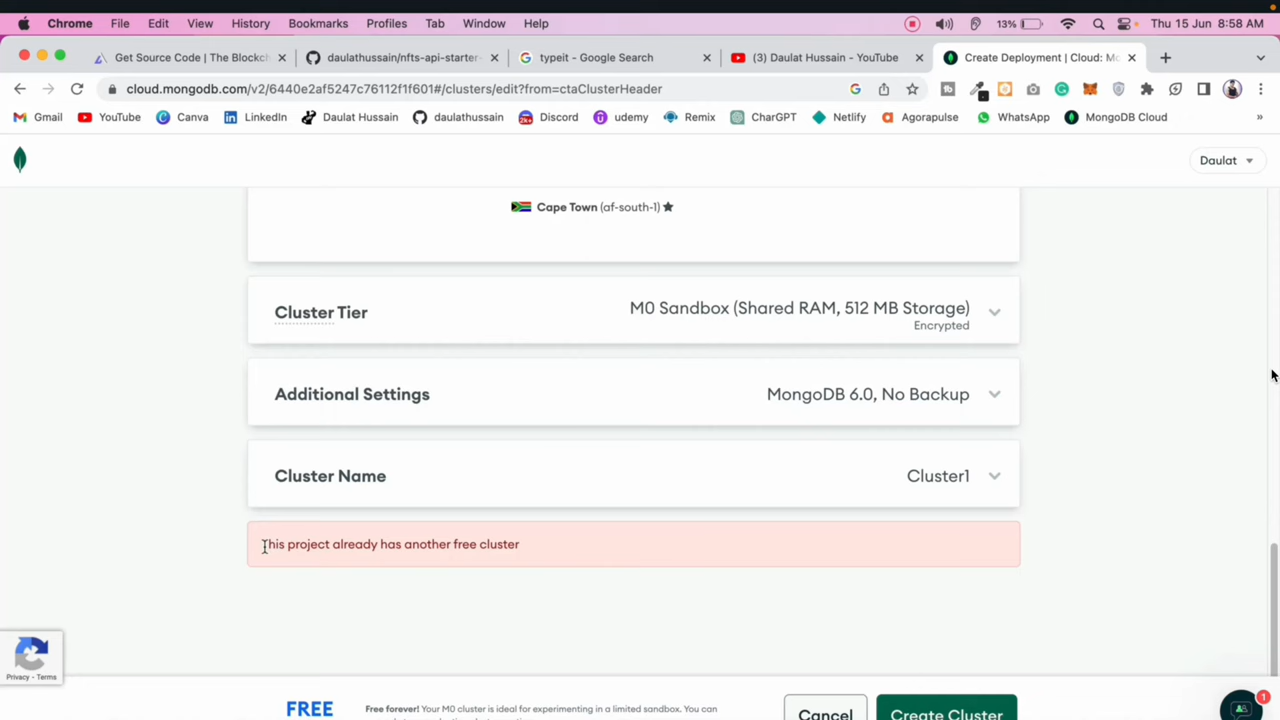 Chrome File Edit View History Bookmarks Profiles Tab Window Help 13% Thu 15 Jun 8:58 AM
Get Source Code | The Blockch daulathussain/nfts-api-starter- typeit - Google Search (3) Daulat Hussain - YouTube Create Deployment | Cloud: Mo
cloud.mongodb.com/v2/6440e2af5247c76112f1f601#/clusters/edit?from=ctaClusterHeader
Gmail YouTube Canva LinkedIn Daulat Hussain daulathussain 2k+ Discord udemy Remix CharGPT Netlify Agorapulse WhatsApp MongoDB Cloud »
Daulat
Cape Town (af-south-1)
Cluster Tier M0 Sandbox (Shared RAM, 512 MB Storage)
Encrypted
Additional Settings MongoDB 6.0, No Backup
Cluster Name Cluster1
This project already has another free cluster
Privacy - Terms
FREE Free forever! Your M0 cluster is ideal for experimenting in a limited sandbox. You can Cancel Create Cluster
1